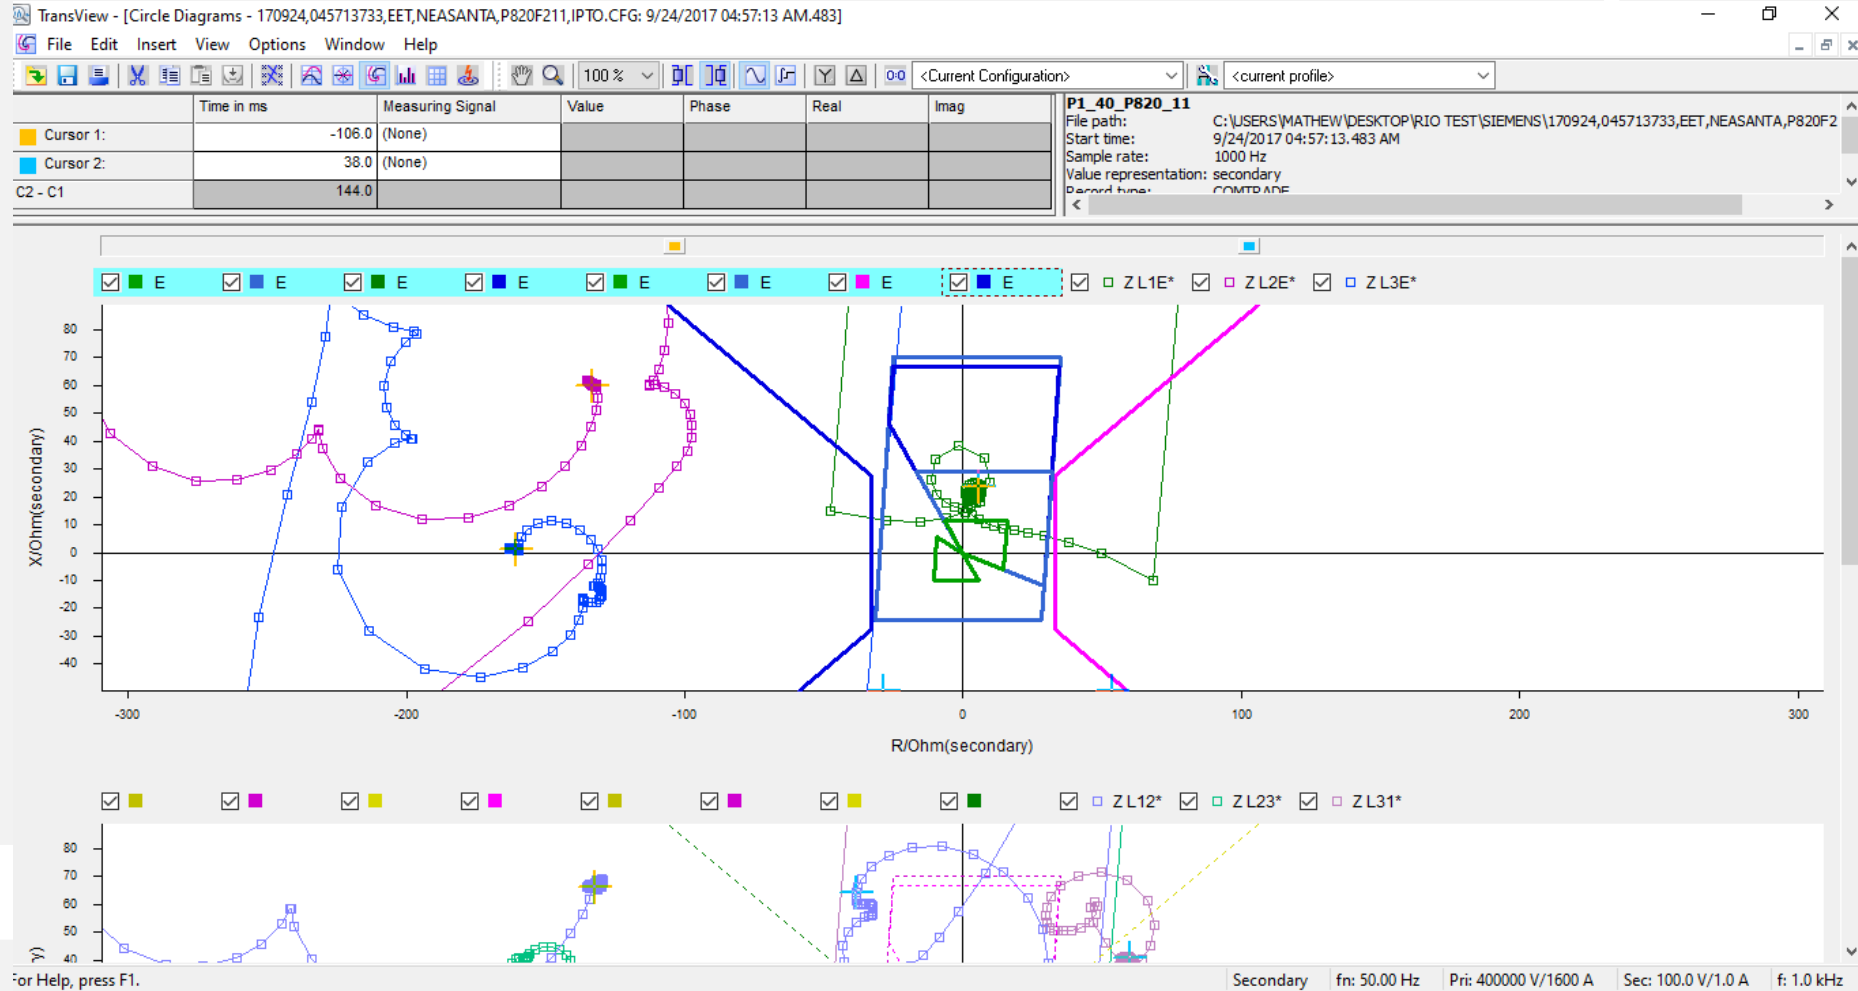 TransView - [Circle Diagrams - 170924,045713733,EET,NEASANTA,P820F211,IPTO.CFG: 9/24/2017 04:57:13 AM.483]
File Edit Insert View Options Window Help
100 % <Current Configuration> <current profile>
Time in ms Measuring Signal Value Phase Real Imag
Cursor 1: -106.0 (None)
Cursor 2: 38.0 (None)
C2 - C1 144.0
P1_40_P820_11
File path: C:\USERS\MATHEW\DESKTOP\RIO TEST\SIEMENS\170924,045713733,EET,NEASANTA,P820F2
Start time: 9/24/2017 04:57:13.483 AM
Sample rate: 1000 Hz
Value representation: secondary
Record type: COMTRADE
E E E E E E E E Z L1E* Z L2E* Z L3E*
X/Ohm(secondary)
80
70
60
50
40
30
20
10
0
-10
-20
-30
-40
-300 -200 -100 0 100 200 300
R/Ohm(secondary)
Z L12* Z L23* Z L31*
80
70
60
50
40
For Help, press F1.
Secondary fn: 50.00 Hz Pri: 400000 V/1600 A Sec: 100.0 V/1.0 A f: 1.0 kHz